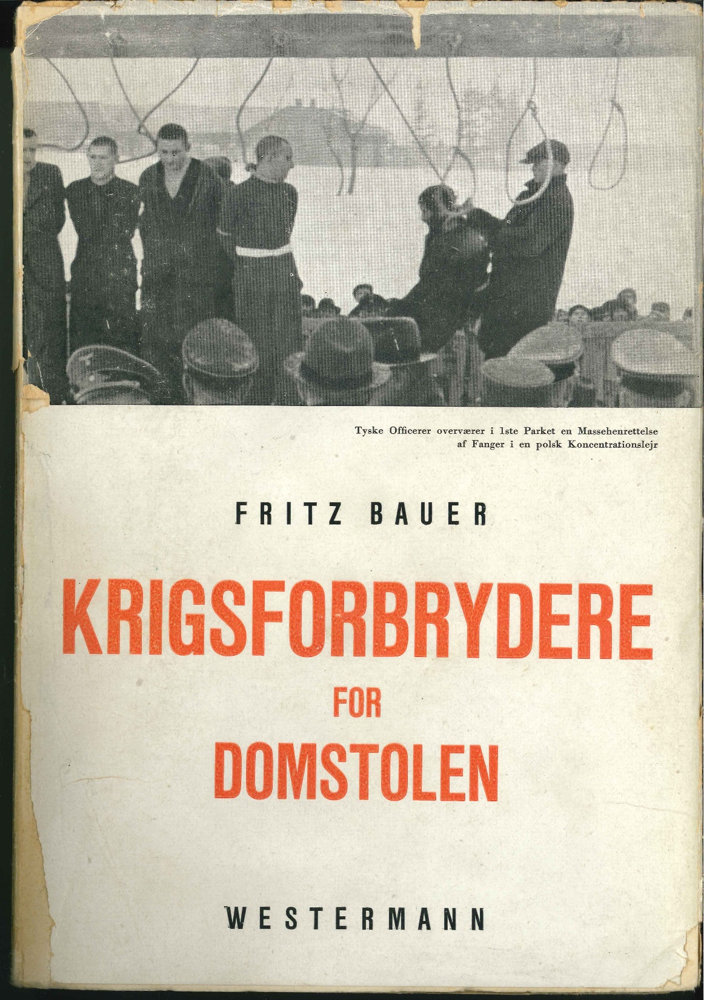 Tyske Officerer overværer i 1ste Parket en Massehenrettelse
af Fanger i en polsk Koncentrationslejr
FRITZ BAUER
KRIGSFORBRYDERE
FOR
DOMSTOLEN
WESTERMANN